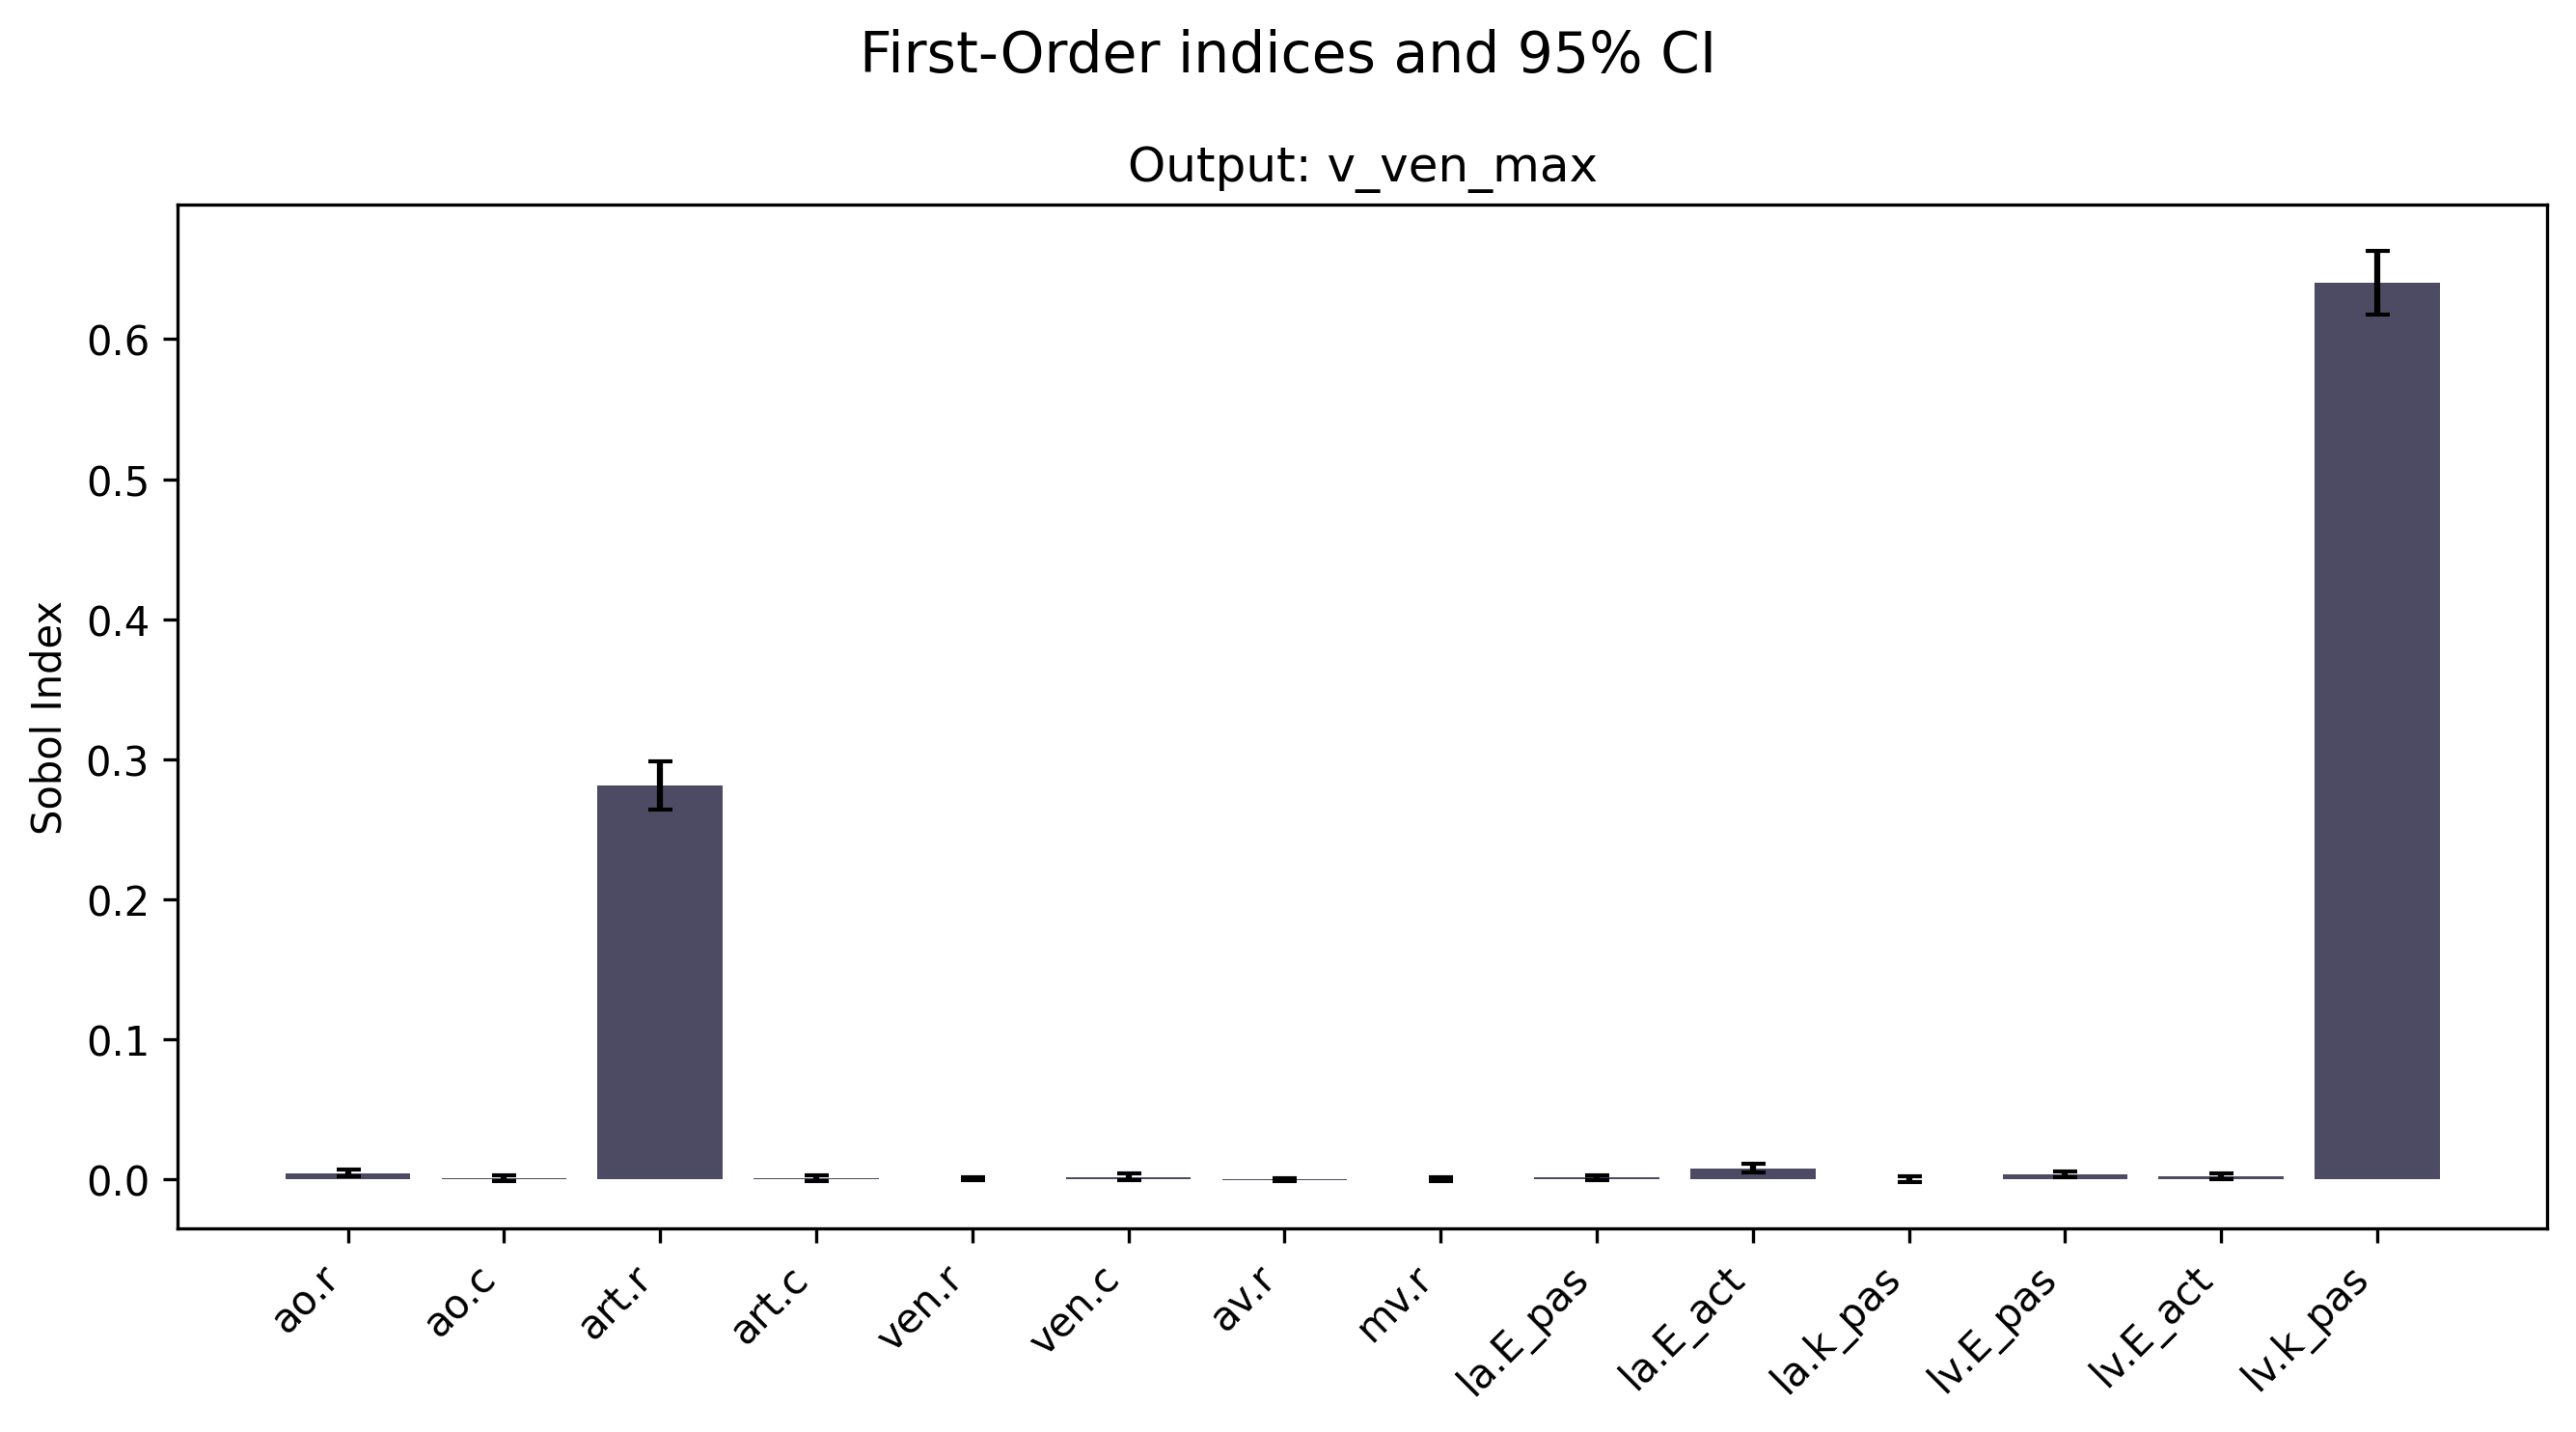 First-Order indices and 95% CI
Output: v_ven_max
Sobol Index
0.6
0.5
0.4
0.3
0.2
0.1
0.0
ao.r
ao.c
art.r
art.c
ven.r
ven.c
av.r
mv.r
la.E_pas
la.E_act
la.k_pas
lv.E_pas
lv.E_act
lv.k_pas